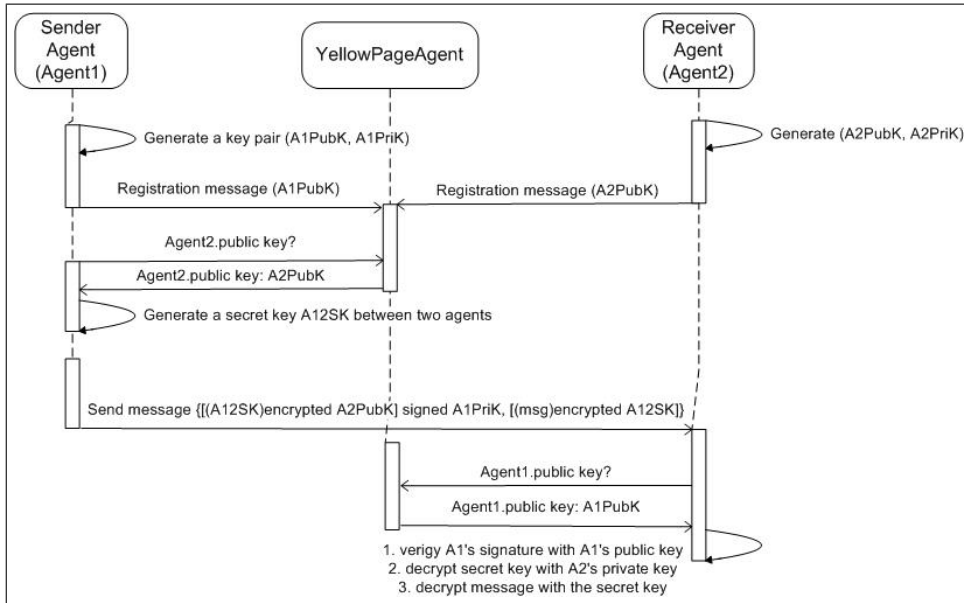 Sender
Agent
(Agent1)
YellowPageAgent
Receiver
Agent
(Agent2)
Generate a key pair (A1PubK, A1PriK)
Generate (A2PubK, A2PriK)
Registration message (A1PubK)
Registration message (A2PubK)
Agent2.public key?
Agent2.public key: A2PubK
Generate a secret key A12SK between two agents
Send message {[(A12SK)encrypted A2PubK] signed A1PriK, [(msg)encrypted A12SK]}
Agent1.public key?
Agent1.public key: A1PubK
1. verigy A1's signature with A1's public key
2. decrypt secret key with A2's private key
3. decrypt message with the secret key